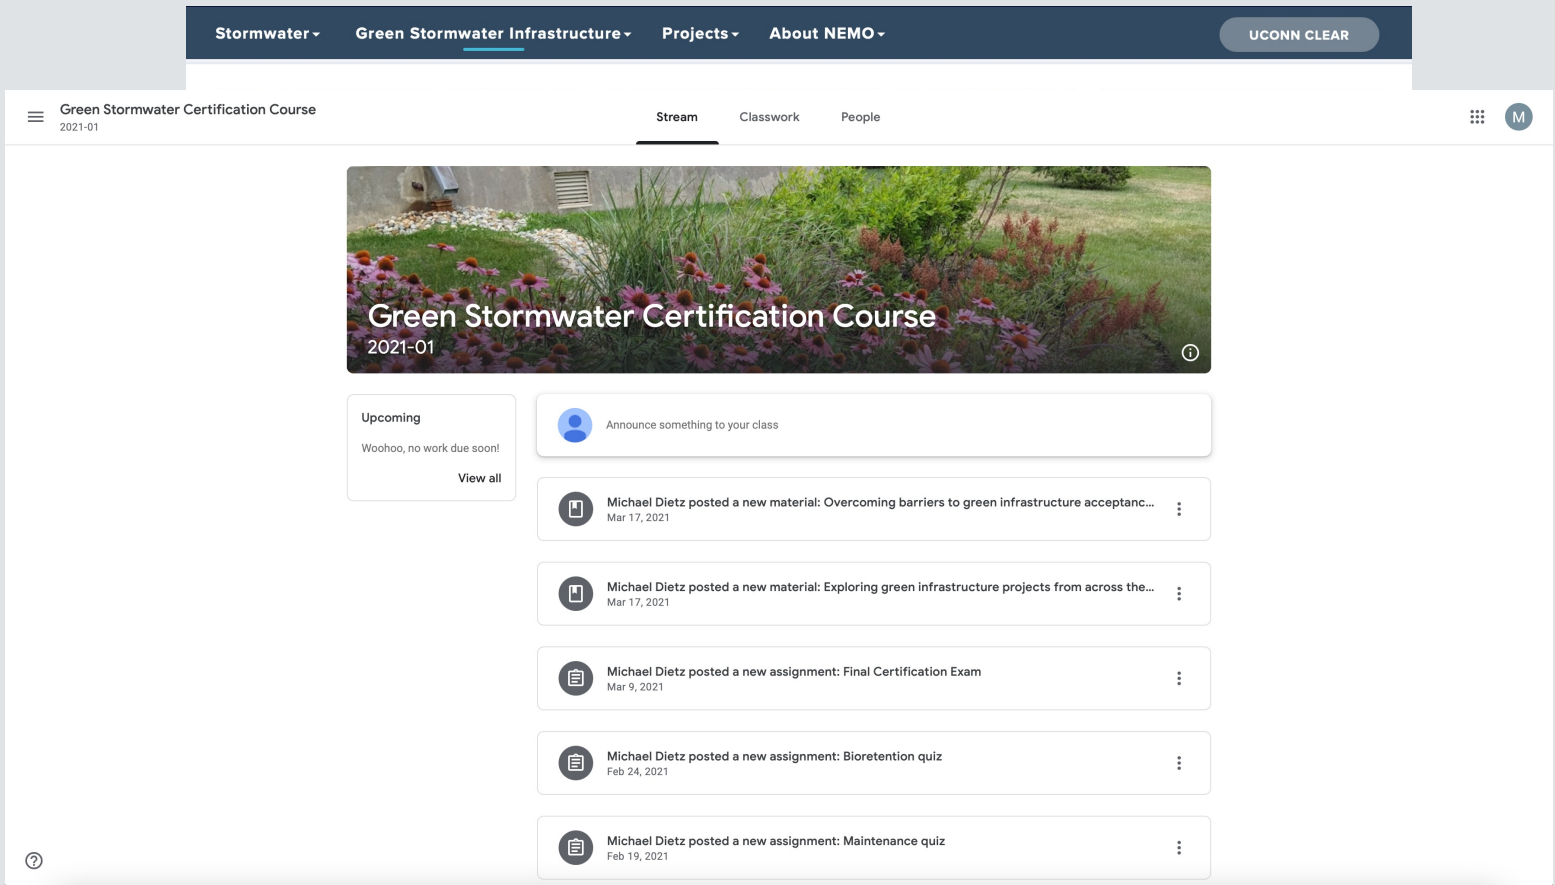 Stormwater Green Stormwater Infrastructure Projects About NEMO UCONN CLEAR
Green Stormwater Certification Course
2021-01
Stream Classwork People
M
Green Stormwater Certification Course
2021-01
Upcoming
Woohoo, no work due soon!
View all
Announce something to your class
Michael Dietz posted a new material: Overcoming barriers to green infrastructure acceptanc...
Mar 17, 2021
Michael Dietz posted a new material: Exploring green infrastructure projects from across the...
Mar 17, 2021
Michael Dietz posted a new assignment: Final Certification Exam
Mar 9, 2021
Michael Dietz posted a new assignment: Bioretention quiz
Feb 24, 2021
Michael Dietz posted a new assignment: Maintenance quiz
Feb 19, 2021